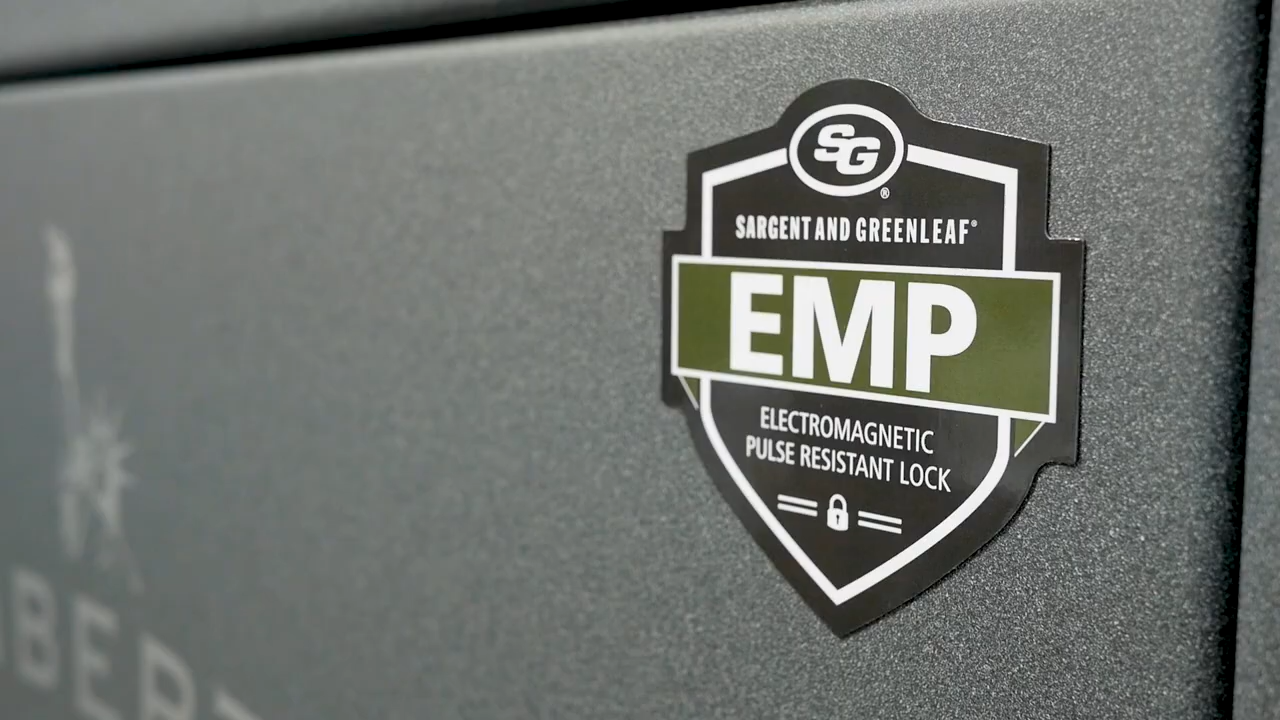 SG
®
SARGENT AND GREENLEAF®
EMP
ELECTROMAGNETIC
PULSE RESISTANT LOCK